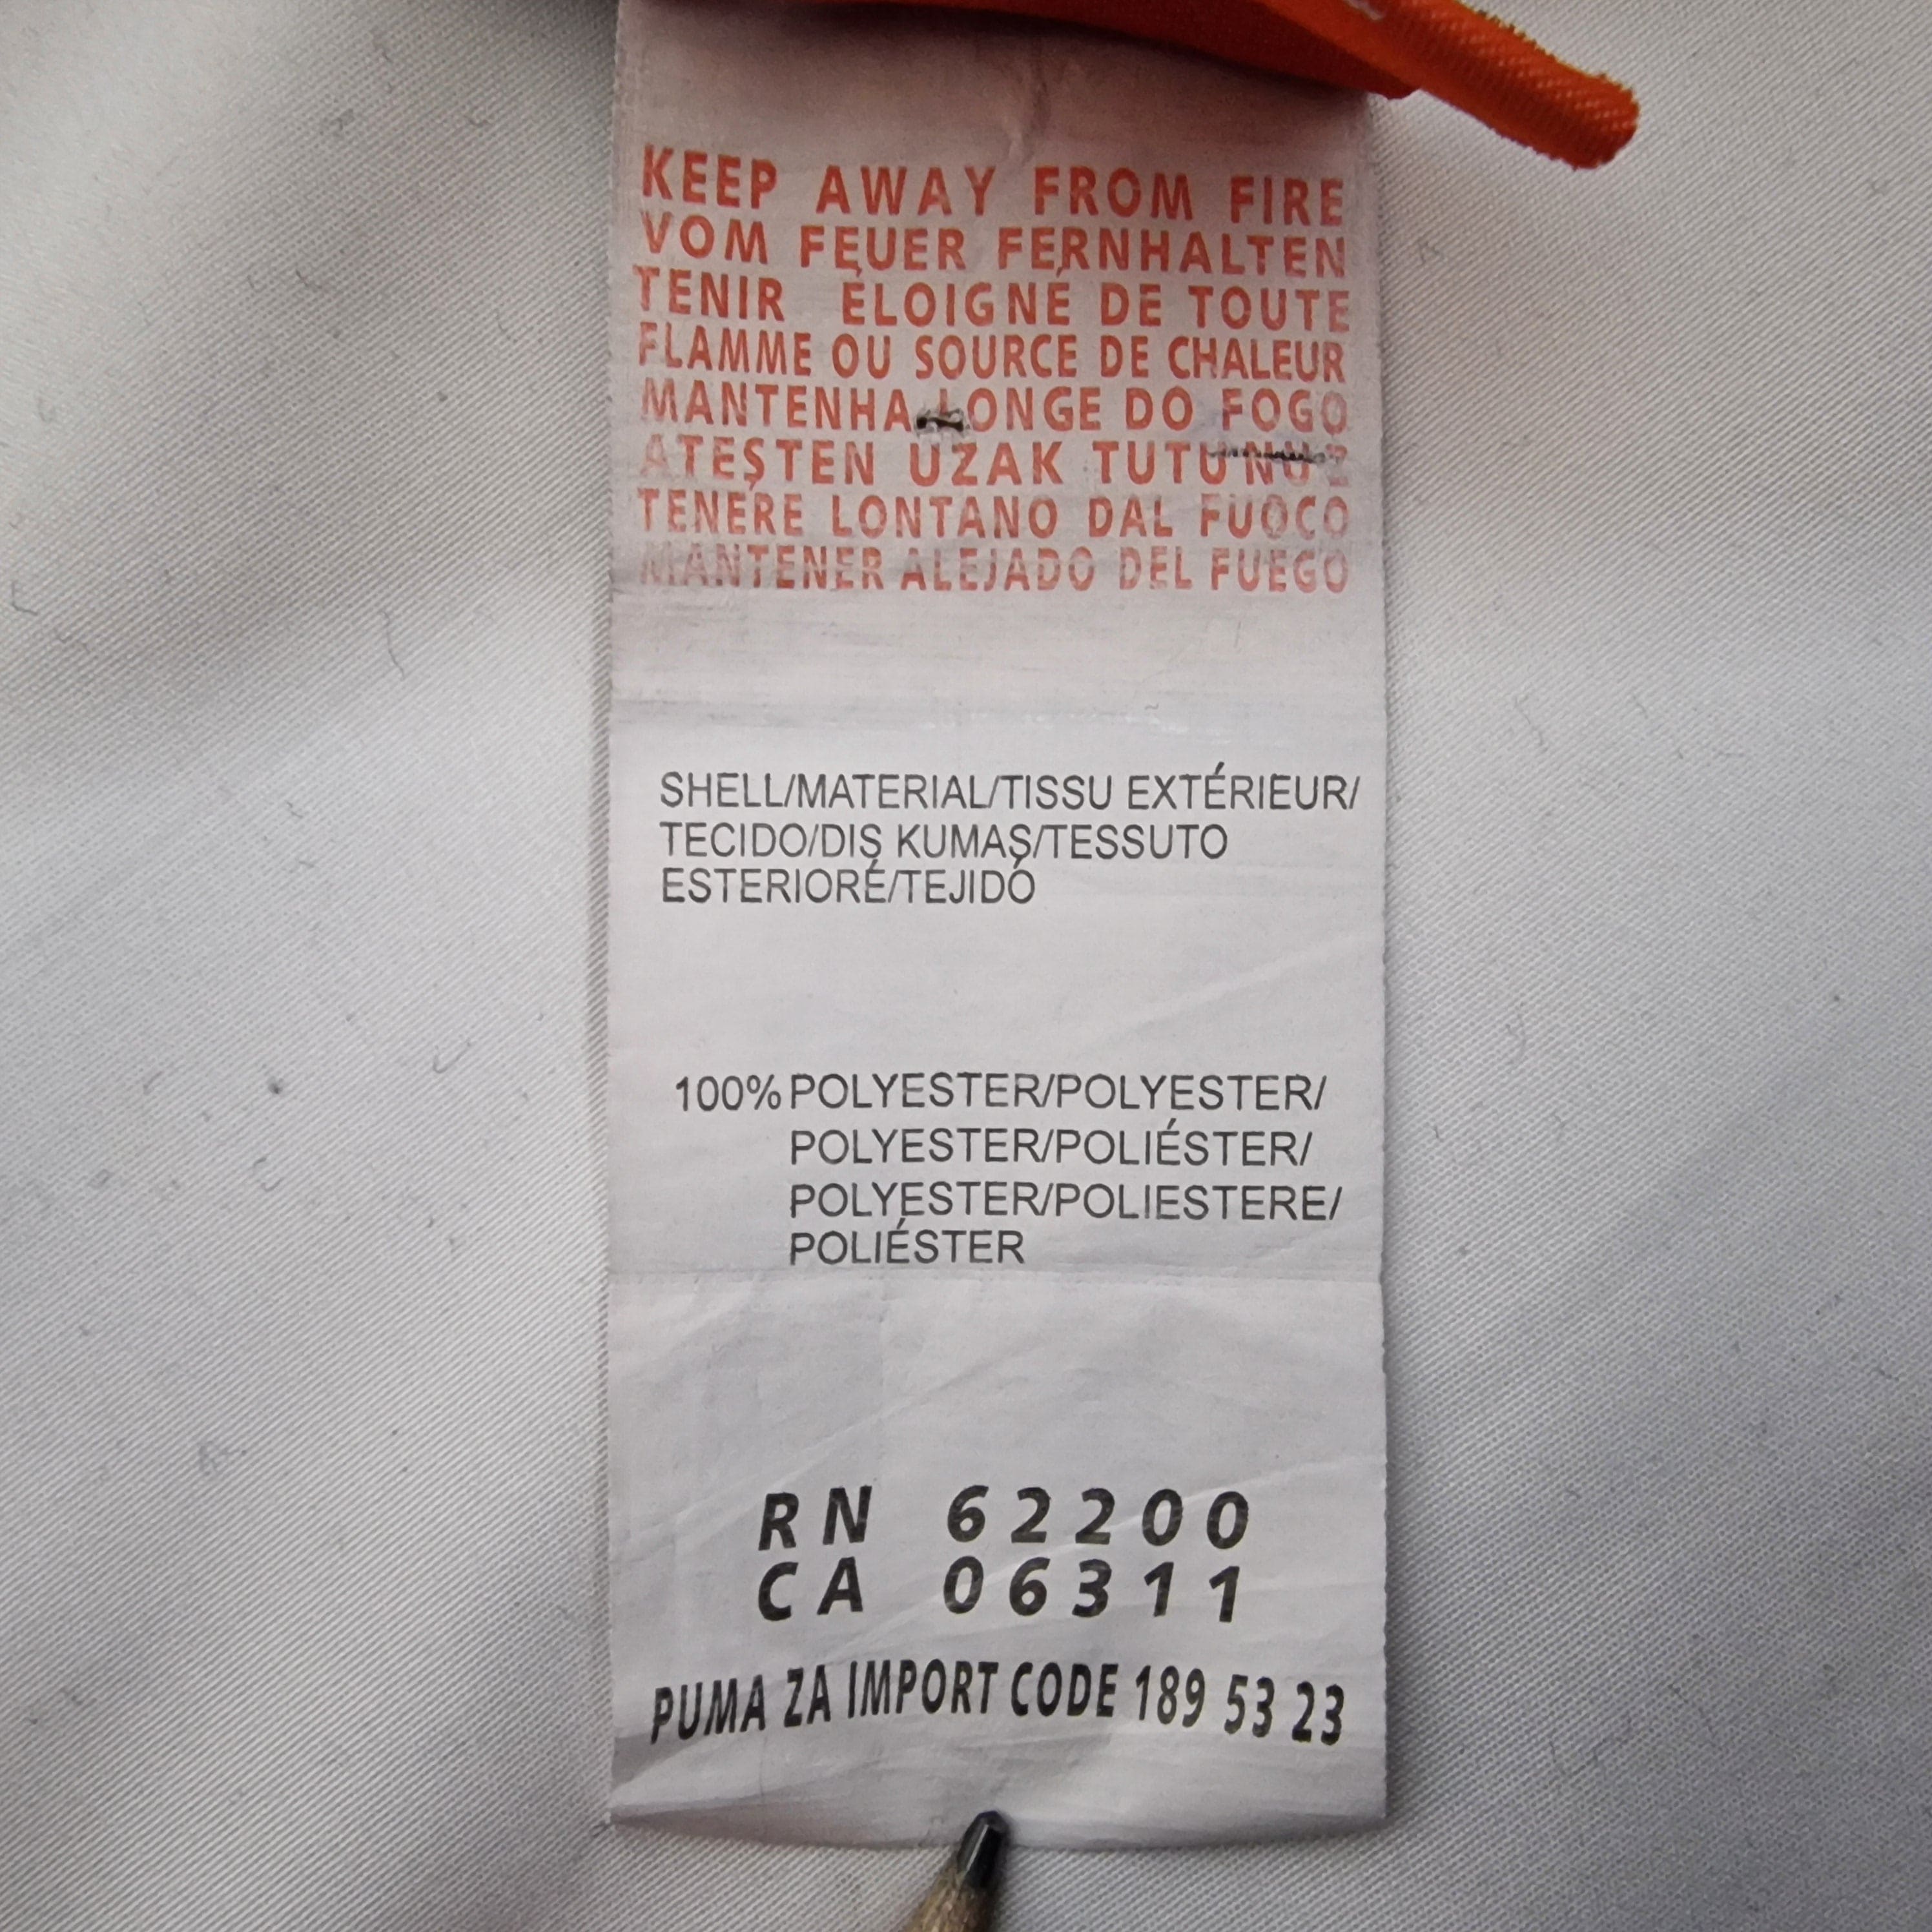 KEEP AWAY FROM FIRE
VOM FEUER FERNHALTEN
TENIR ÉLOIGNÉ DE TOUTE
FLAMME OU SOURCE DE CHALEUR
MANTENHA LONGE DO FOGO
ATEŞTEN UZAK TUTUNUZ
TENERE LONTANO DAL FUOCO
MANTENER ALEJADO DEL FUEGO
SHELL/MATERIAL/TISSU EXTÉRIEUR/
TECIDO/DIŞ KUMAŞ/TESSUTO
ESTERIORE/TEJIDO
100% POLYESTER/POLYESTER/
POLYESTER/POLIÉSTER/
POLYESTER/POLIESTERE/
POLIÉSTER
RN 62200
CA 06311
PUMA ZA IMPORT CODE 189 53 23